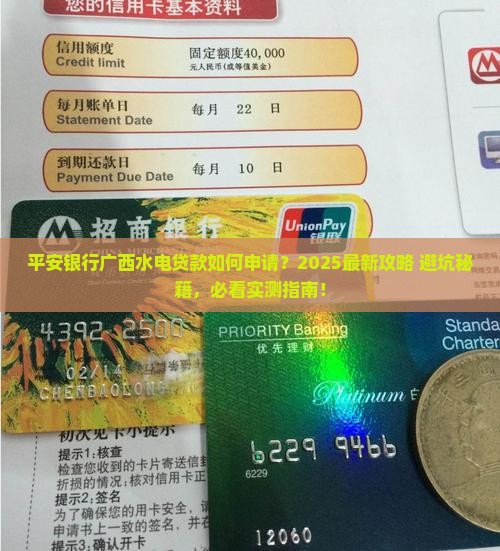 您的信用卡基本资料
信用额度
Credit limit
固定额度40,000
元人民币(或等值美金)
每月账单日
Statement Date
每月 22 日
到期还款日
Payment Due Date
每月 10 日
招商银行
CHINA MERCHANTS
UnionPay
银联
平安银行广西水电贷款如何申请？2025最新攻略 避坑秘
籍，必看实测指南！
4392 2500
02/14
CHENBAOLONG
PRIORITY Banking
优先理财
Standa
Charter
Platinum 白
6229 9466
6229
12060
初次见卡小提示
提示1:核查
检查您收到的卡片寄送信封
折损的情况;核对信用卡正
提示2:签名
为了确保您的用卡安全，请
申请书上一致的签名，并在
提示3:确认开卡